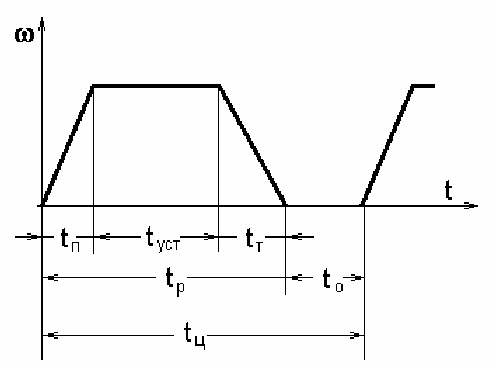 ω
t
tп tуст tт
tр tо
tц